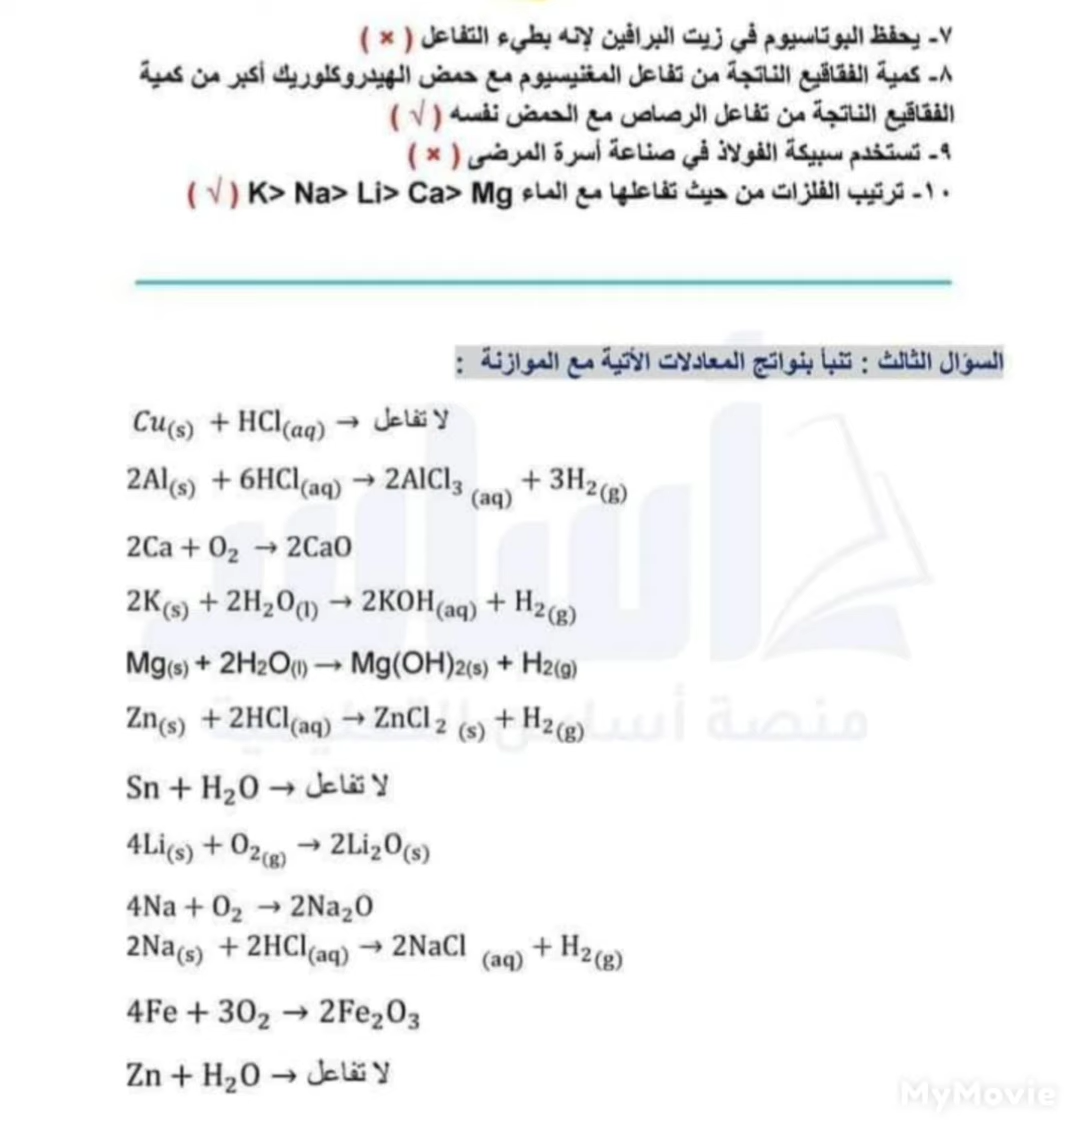 ٧- يحفظ البوتاسيوم في زيت البرافين لإنه بطيء التفاعل ( × )
٨- كمية الفقاقيع الناتجة من تفاعل المغنيسيوم مع حمض الهيدروكلوريك أكبر من كمية
الفقاقيع الناتجة من تفاعل الرصاص مع الحمض نفسه ( √ )
٩- تستخدم سبيكة الفولاذ في صناعة أسرة المرضى ( × )
١٠- ترتيب الفلزات من حيث تفاعلها مع الماء K> Na> Li> Ca> Mg ( √ )
السؤال الثالث : تنبأ بنواتج المعادلات الأتية مع الموازنة :
Cu(s) + HCl(aq) → لا تفاعل
2Al(s) + 6HCl(aq) → 2AlCl₃ (aq) + 3H₂(g)
2Ca + O₂ → 2CaO
2K(s) + 2H₂O(l) → 2KOH(aq) + H₂(g)
Mg(s) + 2H₂O(l) → Mg(OH)₂(s) + H₂(g)
Zn(s) + 2HCl(aq) → ZnCl₂ (s) + H₂(g)
منصة أساس التعليمية
Sn + H₂O → لا تفاعل
4Li(s) + O₂(g) → 2Li₂O(s)
4Na + O₂ → 2Na₂O
2Na(s) + 2HCl(aq) → 2NaCl (aq) + H₂(g)
4Fe + 3O₂ → 2Fe₂O₃
Zn + H₂O → لا تفاعل
MyMovie
أساس